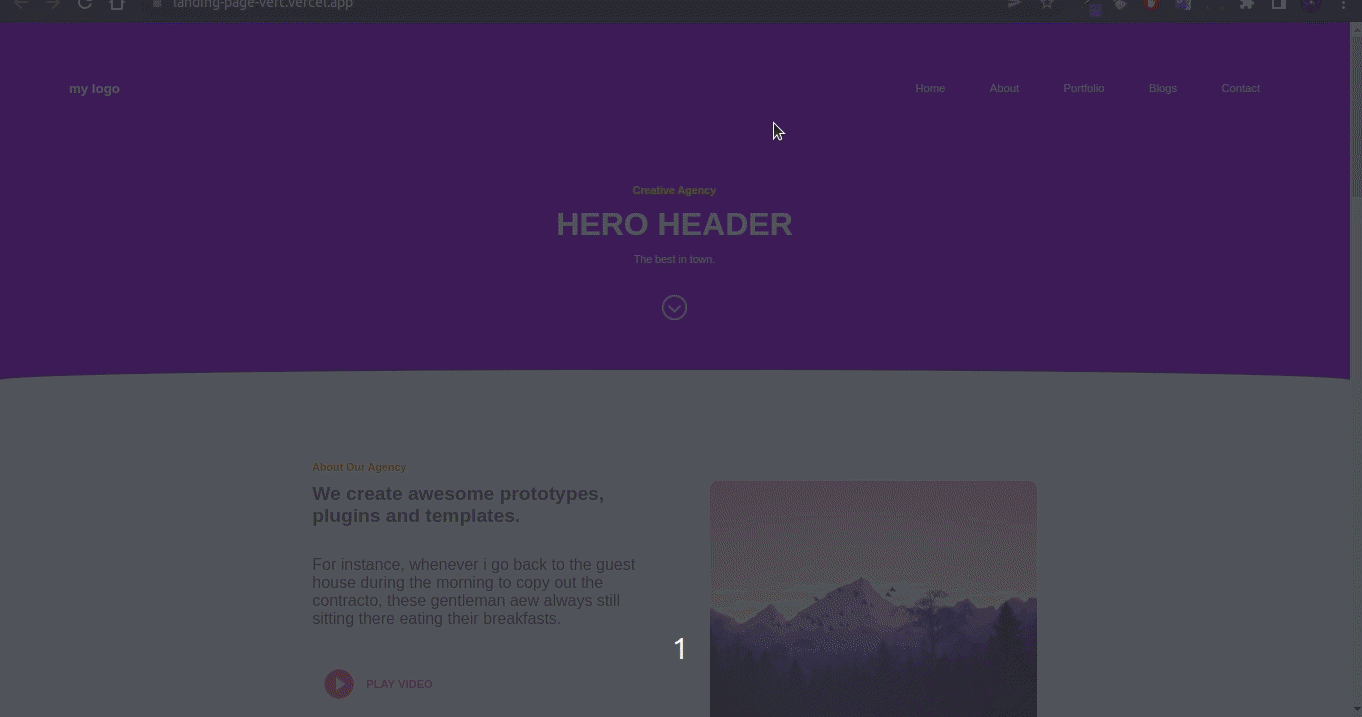 landing-page-vert.vercel.app
my logo
Home About Portfolio Blogs Contact
Creative Agency
HERO HEADER
The best in town.
About Our Agency
We create awesome prototypes,
plugins and templates.
For instance, whenever i go back to the guest
house during the morning to copy out the
contracto, these gentleman aew always still
sitting there eating their breakfasts.
1
PLAY VIDEO